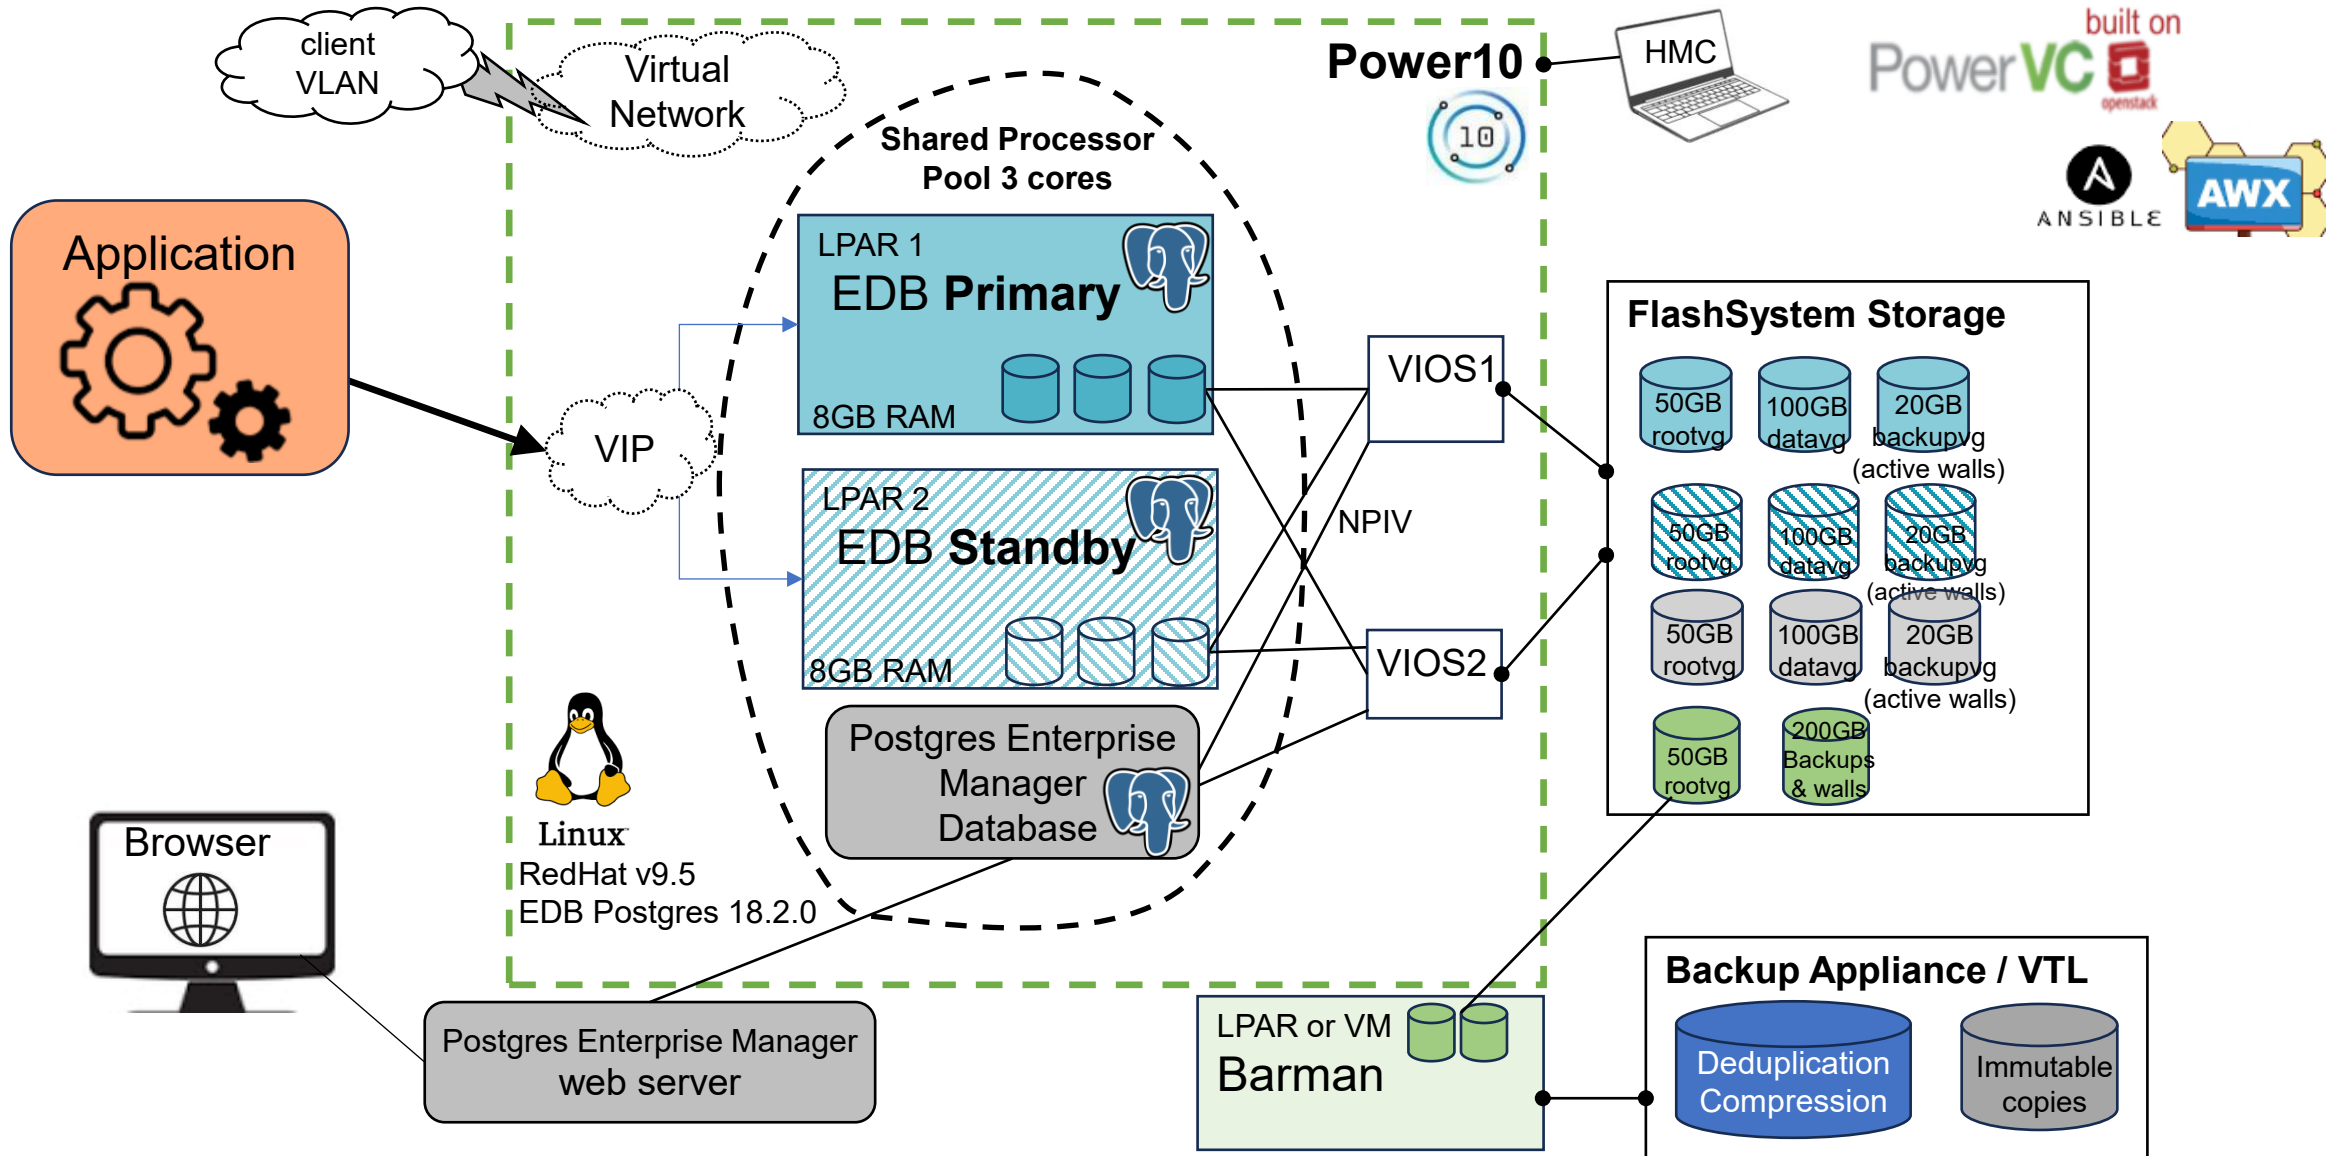 client
VLAN
Virtual
Network
Power10
10
HMC
built on
PowerVC
openstack
ANSIBLE
AWX
Shared Processor
Pool 3 cores
Application
LPAR 1
EDB Primary
8GB RAM
VIP
LPAR 2
EDB Standby
8GB RAM
VIOS1
NPIV
VIOS2
Postgres Enterprise
Manager
Database
Linux
RedHat v9.5
EDB Postgres 18.2.0
Browser
Postgres Enterprise Manager
web server
FlashSystem Storage
50GB
rootvg
100GB
datavg
20GB
backupvg
(active walls)
50GB
rootvg
100GB
datavg
20GB
backupvg
(active walls)
50GB
rootvg
100GB
datavg
20GB
backupvg
(active walls)
50GB
rootvg
200GB
Backups
& walls
LPAR or VM
Barman
Backup Appliance / VTL
Deduplication
Compression
Immutable
copies